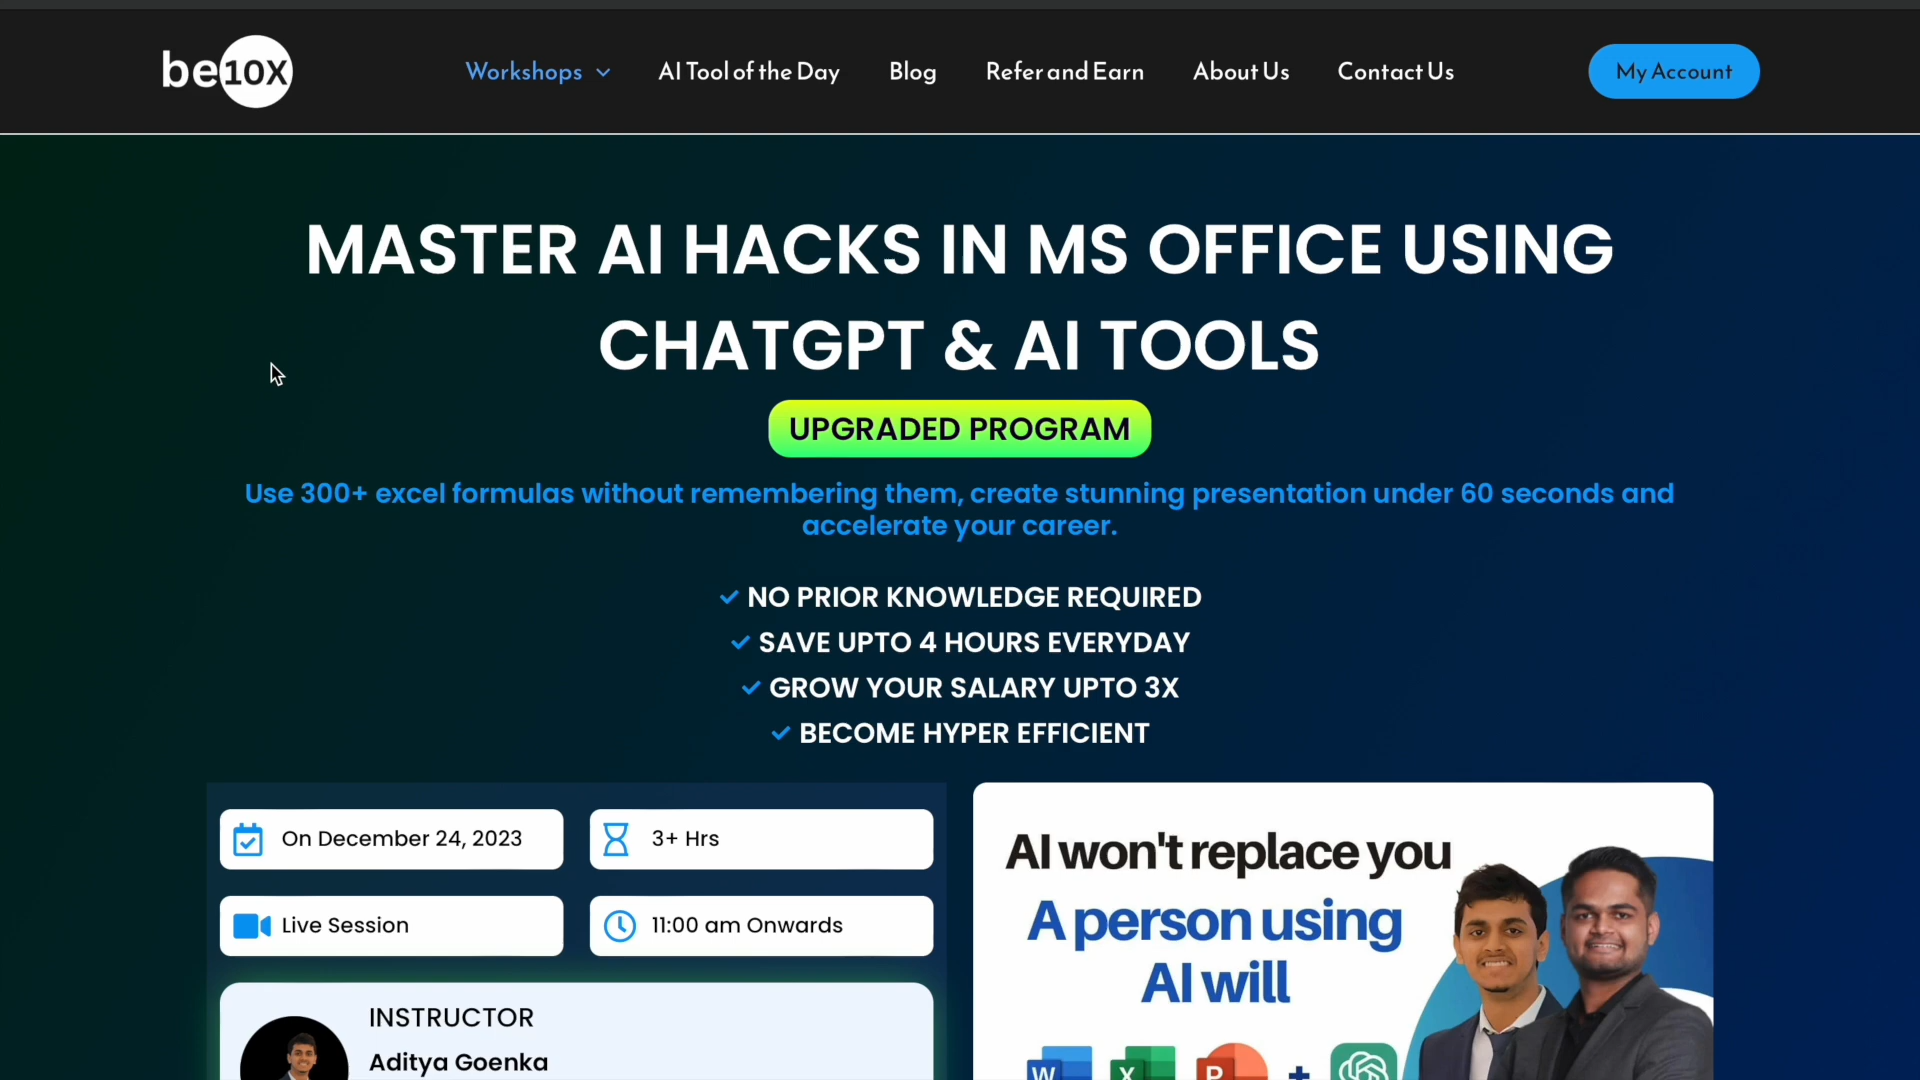 be10X
Workshops
AI Tool of the Day
Blog
Refer and Earn
About Us
Contact Us
My Account
MASTER AI HACKS IN MS OFFICE USING
CHATGPT & AI TOOLS
UPGRADED PROGRAM
Use 300+ excel formulas without remembering them, create stunning presentation under 60 seconds and
accelerate your career.
NO PRIOR KNOWLEDGE REQUIRED
SAVE UPTO 4 HOURS EVERYDAY
GROW YOUR SALARY UPTO 3X
BECOME HYPER EFFICIENT
On December 24, 2023
3+ Hrs
Live Session
11:00 am Onwards
INSTRUCTOR
Aditya Goenka
AI won't replace you
A person using
AI will
W X P +